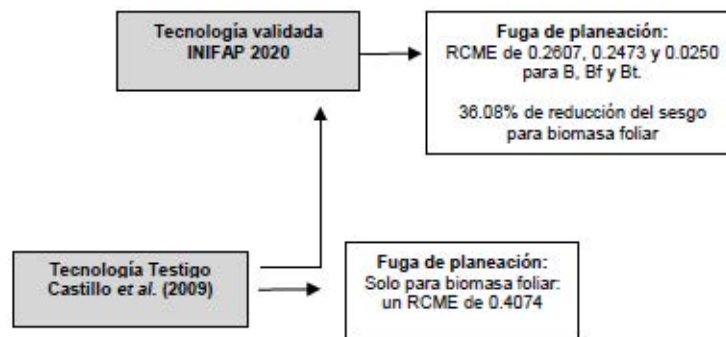 Tecnología validada
INIFAP 2020
Fuga de planeación:
RCME de 0.2607, 0.2473 y 0.0250
para B, Bf y Bt.
36.08% de reducción del sesgo
para biomasa foliar
Tecnología Testigo
Castillo et al. (2009)
Fuga de planeación:
Solo para biomasa foliar:
un RCME de 0.4074